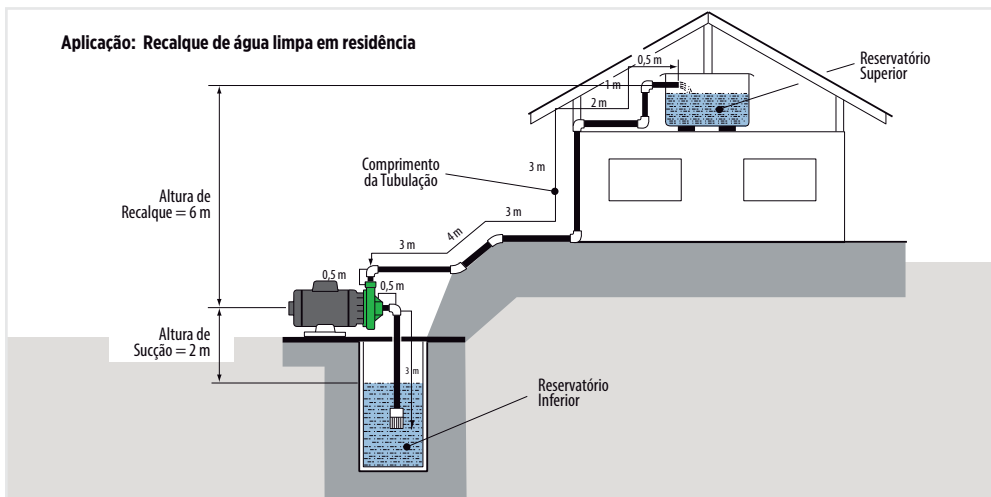 Aplicação: Recalque de água limpa em residência
0,5 m
Reservatório
Superior
1 m
2 m
Comprimento
da Tubulação
3 m
Altura de
Recalque = 6 m
3 m
4 m
3 m
0,5 m
0,5 m
Altura de
Sucção = 2 m
3 m
Reservatório
Inferior